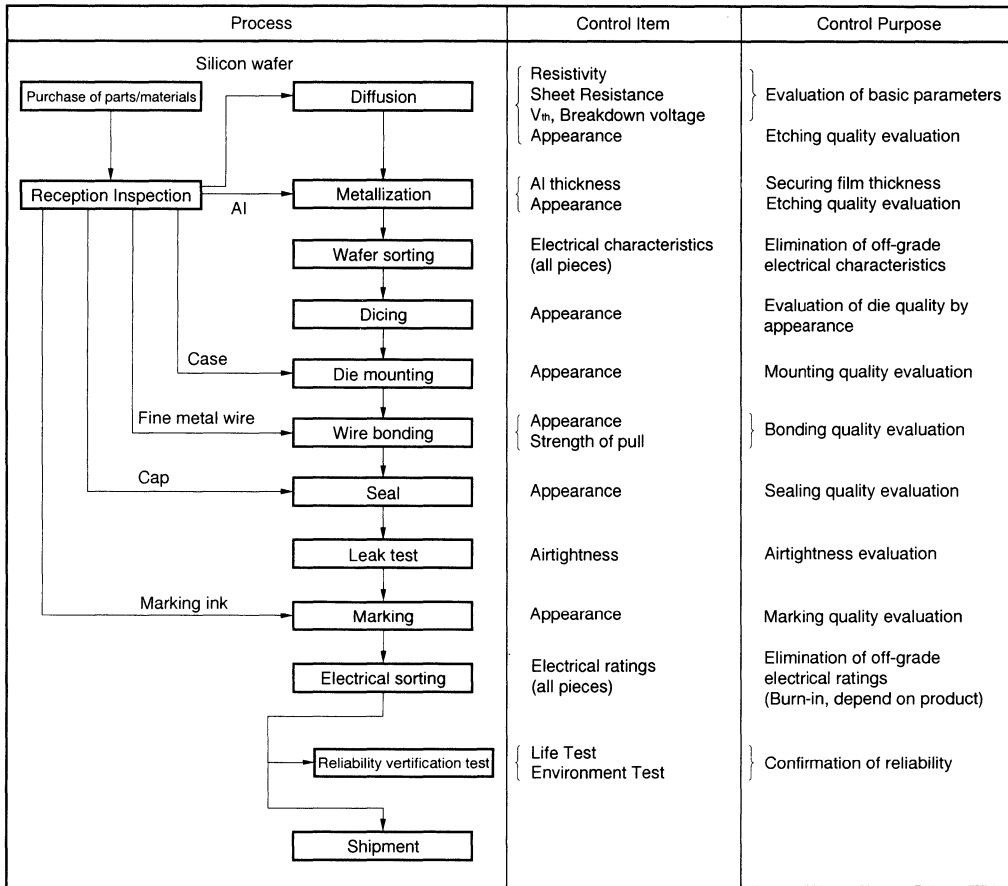 Process
Control Item
Control Purpose
Silicon wafer
Purchase of parts/materials
Diffusion
Resistivity
Sheet Resistance
Vth, Breakdown voltage
Appearance
Evaluation of basic parameters
Etching quality evaluation
Reception Inspection
Al
Metallization
Al thickness
Appearance
Securing film thickness
Etching quality evaluation
Wafer sorting
Electrical characteristics
(all pieces)
Elimination of off-grade
electrical characteristics
Dicing
Appearance
Evaluation of die quality by
appearance
Case
Die mounting
Appearance
Mounting quality evaluation
Fine metal wire
Wire bonding
Appearance
Strength of pull
Bonding quality evaluation
Cap
Seal
Appearance
Sealing quality evaluation
Leak test
Airtightness
Airtightness evaluation
Marking ink
Marking
Appearance
Marking quality evaluation
Electrical sorting
Electrical ratings
(all pieces)
Elimination of off-grade
electrical ratings
(Burn-in, depend on product)
Reliability vertification test
Life Test
Environment Test
Confirmation of reliability
Shipment